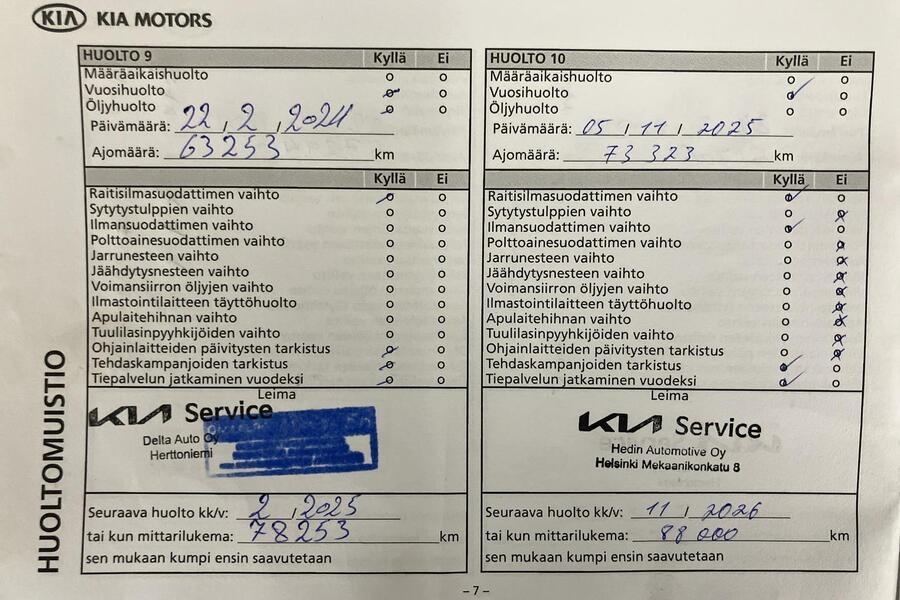 KIA KIA MOTORS
HUOLTO 9 Kyllä Ei
Määräaikaishuolto o o
Vuosihuolto o o
Öljyhuolto o o
Päivämäärä: 22 / 2 / 2024
Ajomäärä: 63253 km
Kyllä Ei
Raitisilmasuodattimen vaihto o o
Sytytystulppien vaihto o o
Ilmansuodattimen vaihto o o
Polttoainesuodattimen vaihto o o
Jarrunesteen vaihto o o
Jäähdytysnesteen vaihto o o
Voimansiirron öljyjen vaihto o o
Ilmastointilaitteen täyttöhuolto o o
Apulaitehihnan vaihto o o
Tuulilasinpyyhkijöiden vaihto o o
Ohjainlaitteiden päivitysten tarkistus o o
Tehdaskampanjoiden tarkistus o o
Tiepalvelun jatkaminen vuodeksi o o
Leima
KIA Service
Delta Auto Oy
Herttoniemi
Seuraava huolto kk/v: 2 / 2025
tai kun mittarilukema: 78253 km
sen mukaan kumpi ensin saavutetaan
HUOLTO 10 Kyllä Ei
Määräaikaishuolto o o
Vuosihuolto o o
Öljyhuolto o o
Päivämäärä: 05 / 11 / 2025
Ajomäärä: 73 323 km
Kyllä Ei
Raitisilmasuodattimen vaihto o o
Sytytystulppien vaihto o o
Ilmansuodattimen vaihto o o
Polttoainesuodattimen vaihto o o
Jarrunesteen vaihto o o
Jäähdytysnesteen vaihto o o
Voimansiirron öljyjen vaihto o o
Ilmastointilaitteen täyttöhuolto o o
Apulaitehihnan vaihto o o
Tuulilasinpyyhkijöiden vaihto o o
Ohjainlaitteiden päivitysten tarkistus o o
Tehdaskampanjoiden tarkistus o o
Tiepalvelun jatkaminen vuodeksi o o
Leima
KIA Service
Hedin Automotive Oy
Helsinki Mekaanikonkatu 8
Seuraava huolto kk/v: 11 / 2026
tai kun mittarilukema: 88 000 km
sen mukaan kumpi ensin saavutetaan
HUOLTOMUISTIO
– 7 –